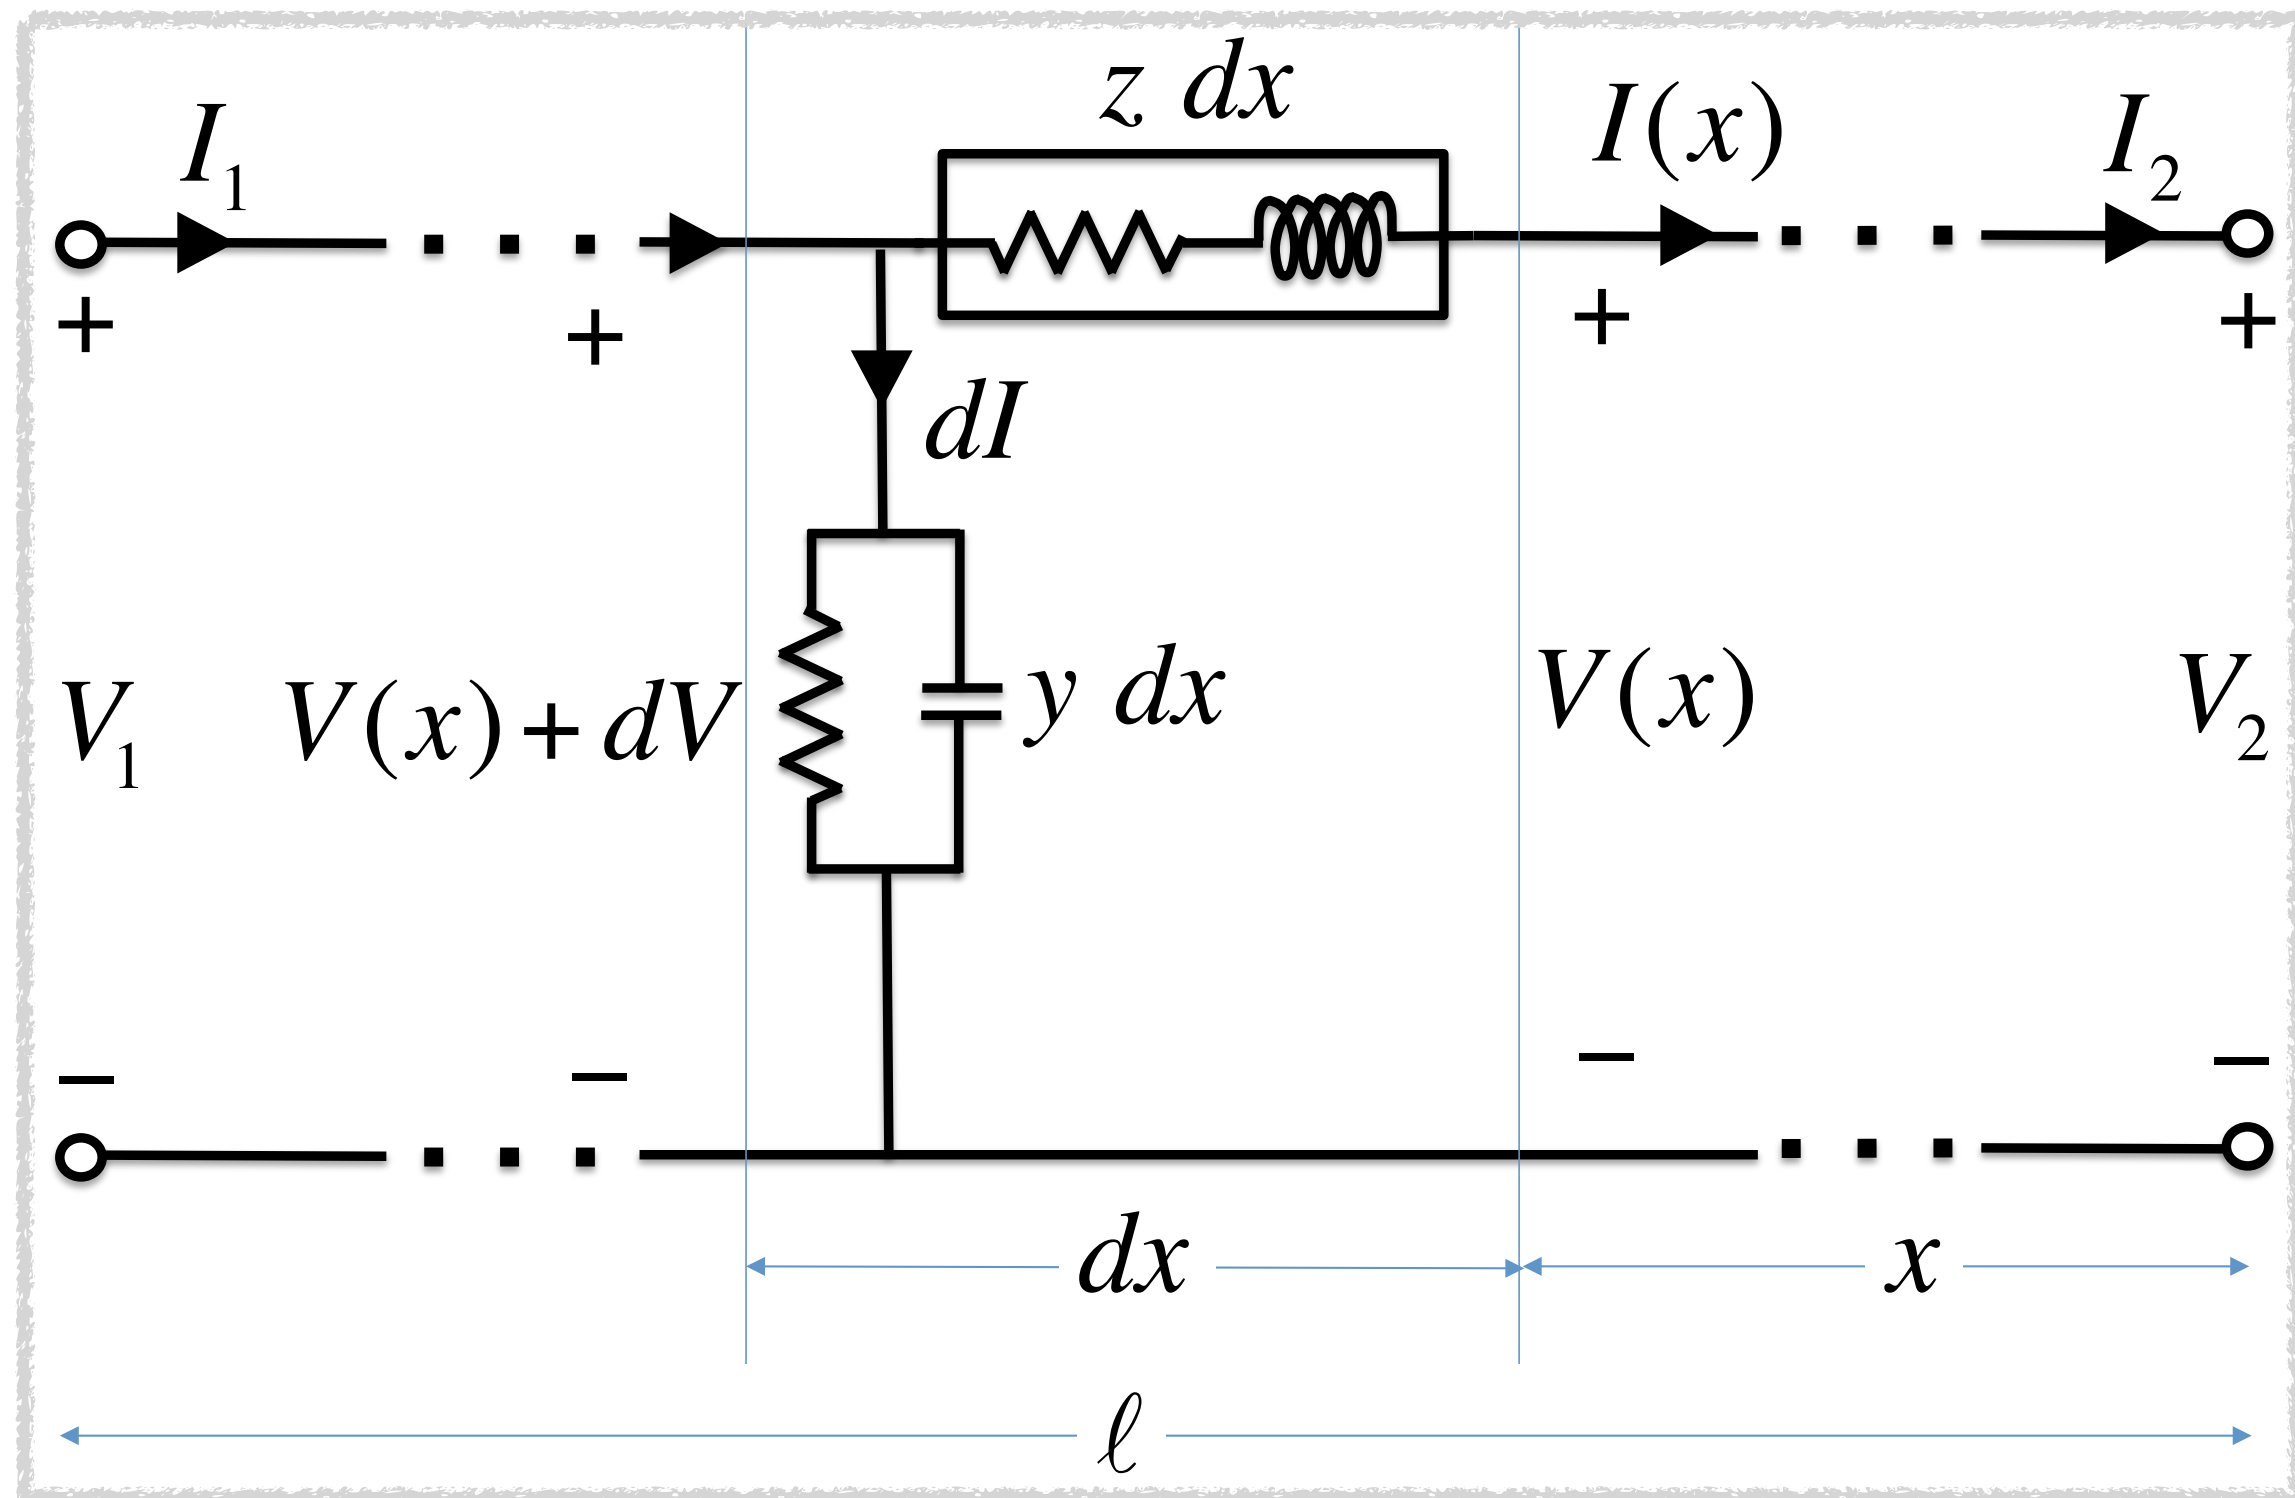 z dx
I(x)
I₂
I₁
+
+
+
+
dI
V₁
V(x) + dV
y dx
V(x)
V₂
−
−
−
−
dx
x
ℓ